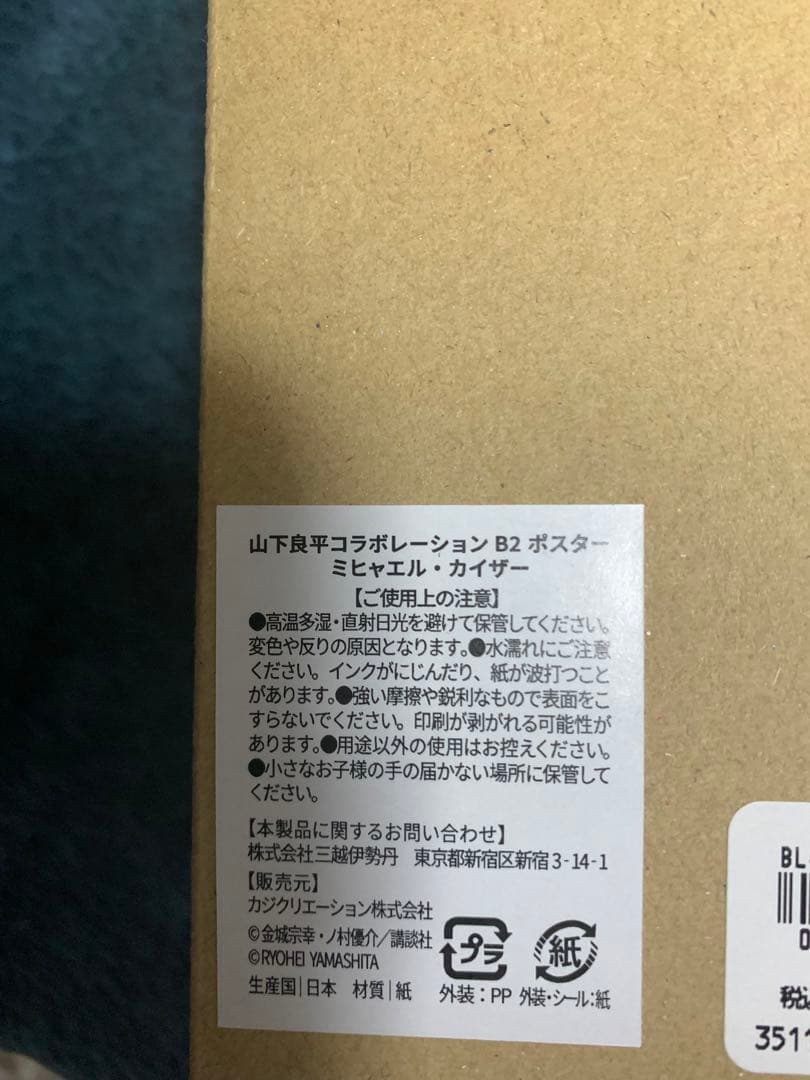 山下良平コラボレーション B2 ポスター
ミヒャエル・カイザー
【ご使用上の注意】
●高温多湿・直射日光を避けて保管してください。
変色や反りの原因となります。●水濡れにご注意
ください。インクがにじんだり、紙が波打つこと
があります。●強い摩擦や鋭利なもので表面をこ
すらないでください。印刷が剥がれる可能性が
あります。●用途以外の使用はお控えください。
●小さなお子様の手の届かない場所に保管して
ください。
【本製品に関するお問い合わせ】
株式会社三越伊勢丹 東京都新宿区新宿3-14-1
【販売元】
カジクリエーション株式会社
©金城宗幸・ノ村優介/講談社
©RYOHEI YAMASHITA
生産国|日本 材質|紙
プラ
外装:PP
紙
外装・シール:紙
BL
税込
3511